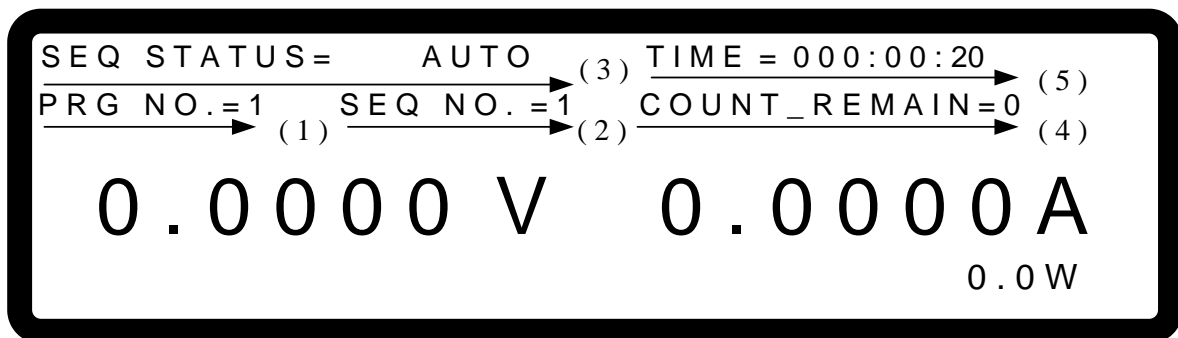 SEQ STATUS= AUTO (3) TIME = 000:00:20 (5)
PRG NO.=1 (1) SEQ NO. =1 (2) COUNT_REMAIN=0 (4)
0.0000 V 0.0000A
0.0W